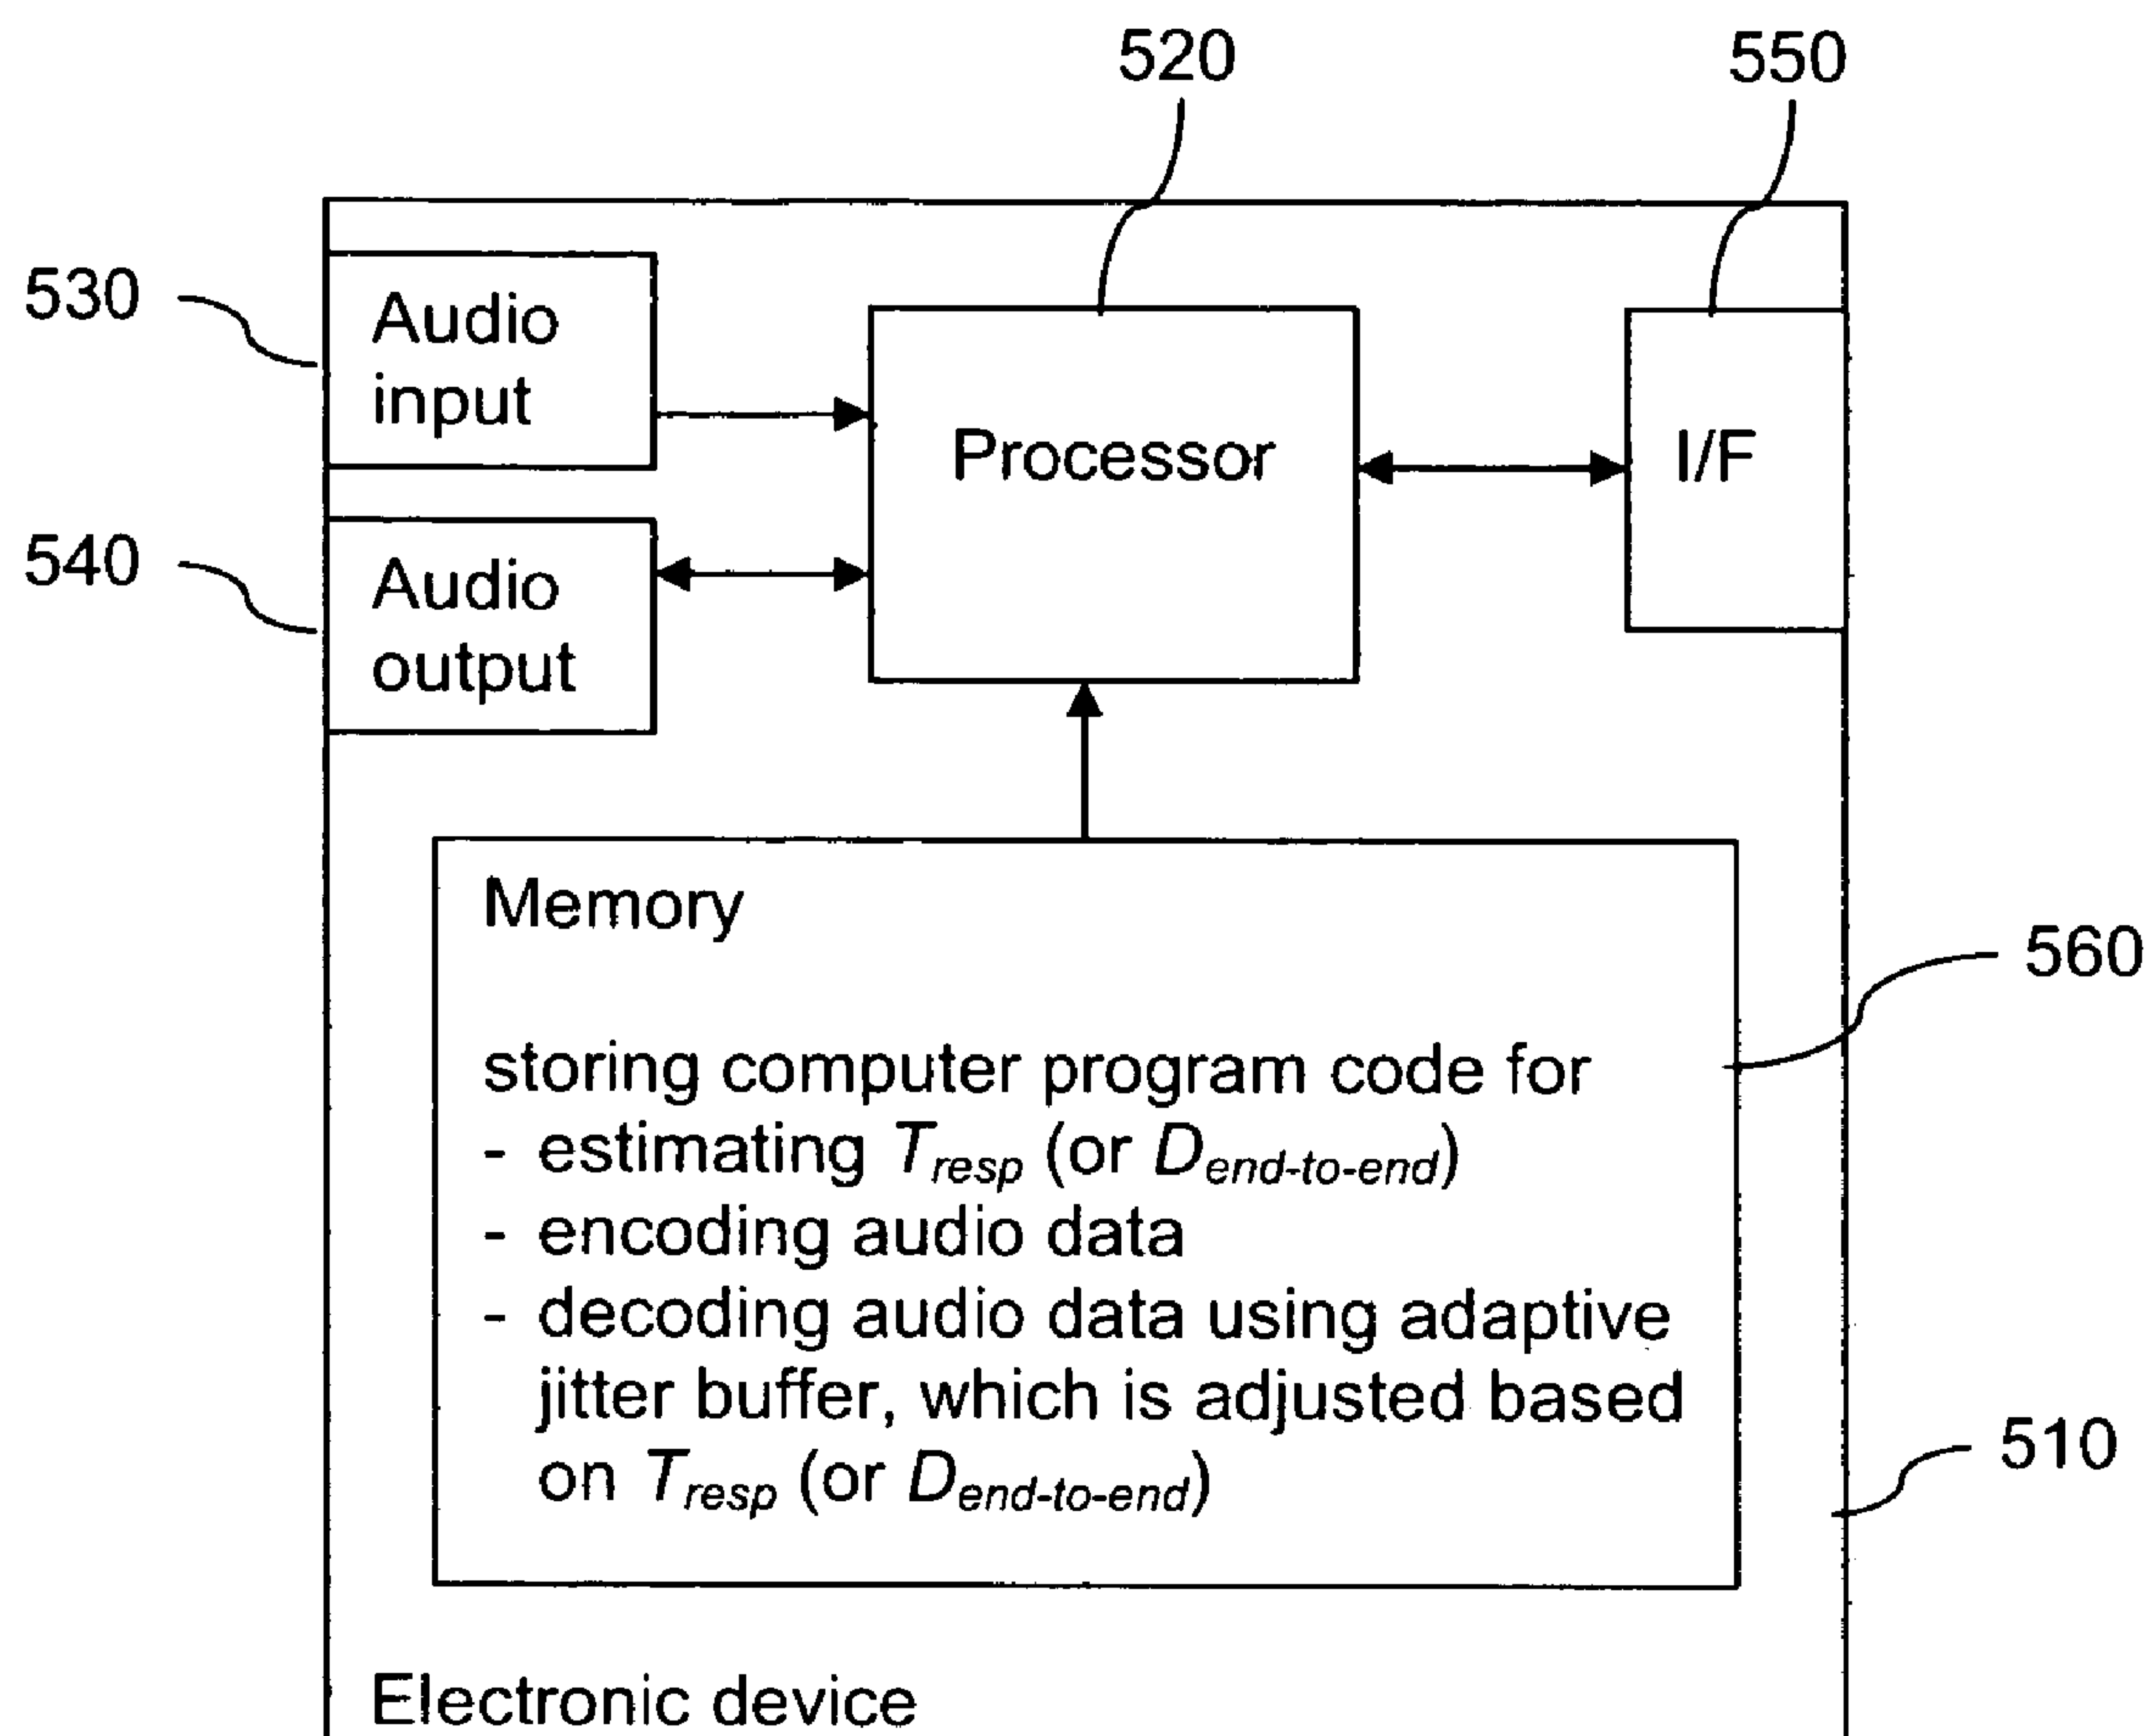 520
550
530
Audio
input
Processor
I/F
540
Audio
output
Memory
560
storing computer program code for
- estimating Tresp (or Dend-to-end)
- encoding audio data
- decoding audio data using adaptive
jitter buffer, which is adjusted based
on Tresp (or Dend-to-end)
510
Electronic device